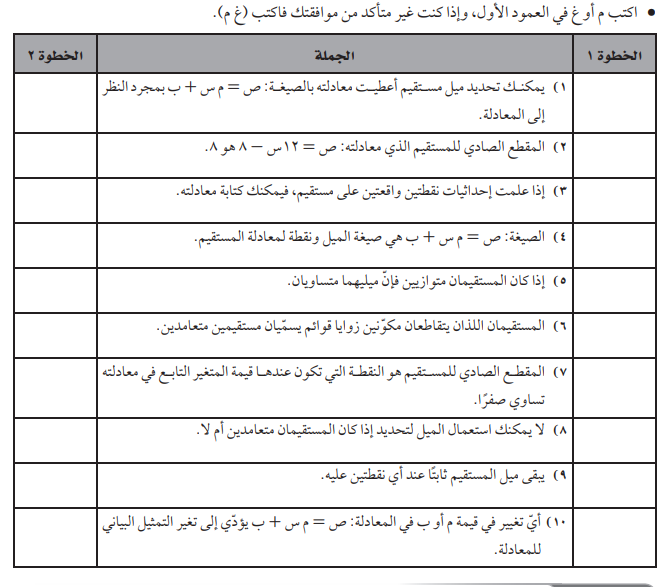 • اكتب م أوغ في العمود الأول، وإذا كنت غير متأكد من موافقتك فاكتب (غ م).
الخطوة ١ الجملة الخطوة ٢
١) يمكنك تحديد ميل مستقيم أعطيت معادلته بالصيغة: ص = م س + ب بمجرد النظر
إلى المعادلة.
٢) المقطع الصادي للمستقيم الذي معادلته: ص = ١٢س – ٨ هو ٨.
٣) إذا علمت إحداثيات نقطتين واقعتين على مستقيم، فيمكنك كتابة معادلته.
٤) الصيغة: ص = م س + ب هي صيغة الميل ونقطة لمعادلة المستقيم.
٥) إذا كان المستقيمان متوازيين فإنّ ميليهما متساويان.
٦) المستقيمان اللذان يتقاطعان مكوّنين زوايا قوائم يسمّيان مستقيمين متعامدين.
٧) المقطع الصادي للمستقيم هو النقطة التي تكون عندها قيمة المتغير التابع في معادلته
تساوي صفرًا.
٨) لا يمكنك استعمال الميل لتحديد إذا كان المستقيمان متعامدين أم لا.
٩) يبقى ميل المستقيم ثابتًا عند أي نقطتين عليه.
١٠) أيّ تغيير في قيمة م أو ب في المعادلة: ص = م س + ب يؤدّي إلى تغير التمثيل البياني
للمعادلة.